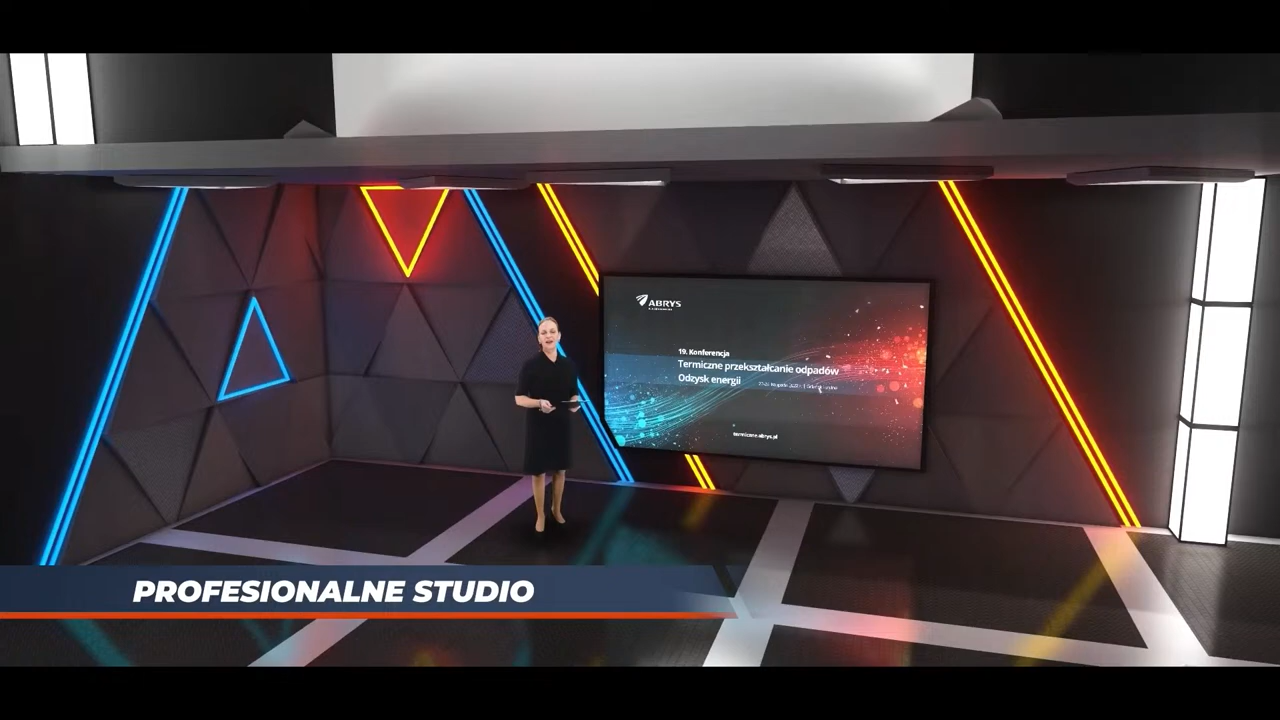 ABRYS
19. Konferencja
Termiczne przekształcanie odpadów
Odzysk energii
termiczne.abrys.pl
PROFESIONALNE STUDIO